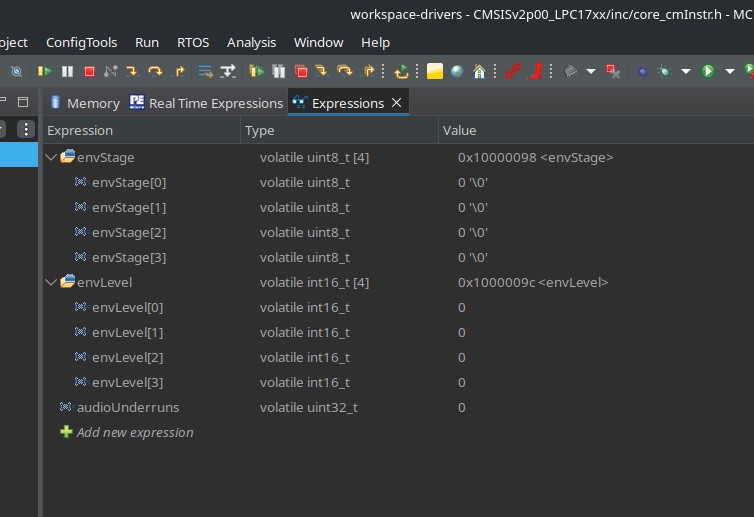 workspace-drivers - CMSISv2p00_LPC17xx/inc/core_cmInstr.h - MC
oject ConfigTools Run RTOS Analysis Window Help
Memory Real Time Expressions Expressions
Expression Type Value
envStage volatile uint8_t [4] 0x10000098 <envStage>
envStage[0] volatile uint8_t 0 '\0'
envStage[1] volatile uint8_t 0 '\0'
envStage[2] volatile uint8_t 0 '\0'
envStage[3] volatile uint8_t 0 '\0'
envLevel volatile int16_t [4] 0x1000009c <envLevel>
envLevel[0] volatile int16_t 0
envLevel[1] volatile int16_t 0
envLevel[2] volatile int16_t 0
envLevel[3] volatile int16_t 0
audioUnderruns volatile uint32_t 0
Add new expression